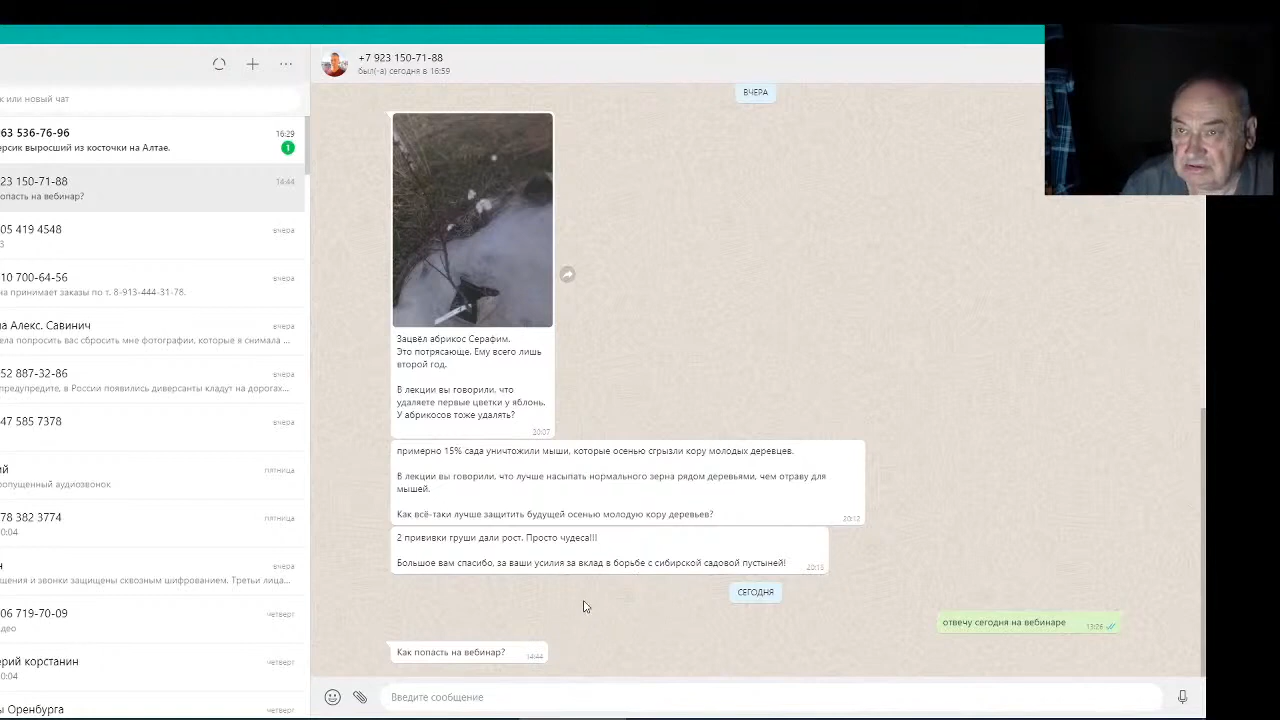 к или новый чат
63 536-76-96
16:29
ерсик выросший из косточки на Алтае.
1
23 150-71-88
14:44
попасть на вебинар?
05 419 4548
вчера
3
10 700-64-56
вчера
на принимает заказы по т. 8-913-444-31-78.
на Алекс. Савинич
вчера
ела попросить вас сбросить мне фотографии, которые я снимала ...
52 887-32-86
вчера
предупредите, в России появились диверсанты кладут на дорогах...
47 585 7378
вчера
ий
пятница
ропущенный аудиозвонок
78 382 3774
пятница
0:04
н
пятница
щения и звонки защищены сквозным шифрованием. Третьи лица...
06 719-70-09
четверг
део
ерий корстанин
четверг
0:04
ы Оренбурга
четверг
+7 923 150-71-88
был(-а) сегодня в 16:59
ВЧЕРА
Зацвёл абрикос Серафим.
Это потрясающе. Ему всего лишь
второй год.
В лекции вы говорили, что
удаляете первые цветки у яблонь.
У абрикосов тоже удалять?
20:07
примерно 15% сада уничтожили мыши, которые осенью сгрызли кору молодых деревцев.
В лекции вы говорили, что лучше насыпать нормального зерна рядом деревьями, чем отраву для
мышей.
Как всё-таки лучше защитить будущей осенью молодую кору деревьев?
20:12
2 прививки груши дали рост. Просто чудеса!!!
Большое вам спасибо, за ваши усилия за вклад в борьбе с сибирской садовой пустыней!
20:15
СЕГОДНЯ
отвечу сегодня на вебинаре
13:26
Как попасть на вебинар?
14:44
Введите сообщение